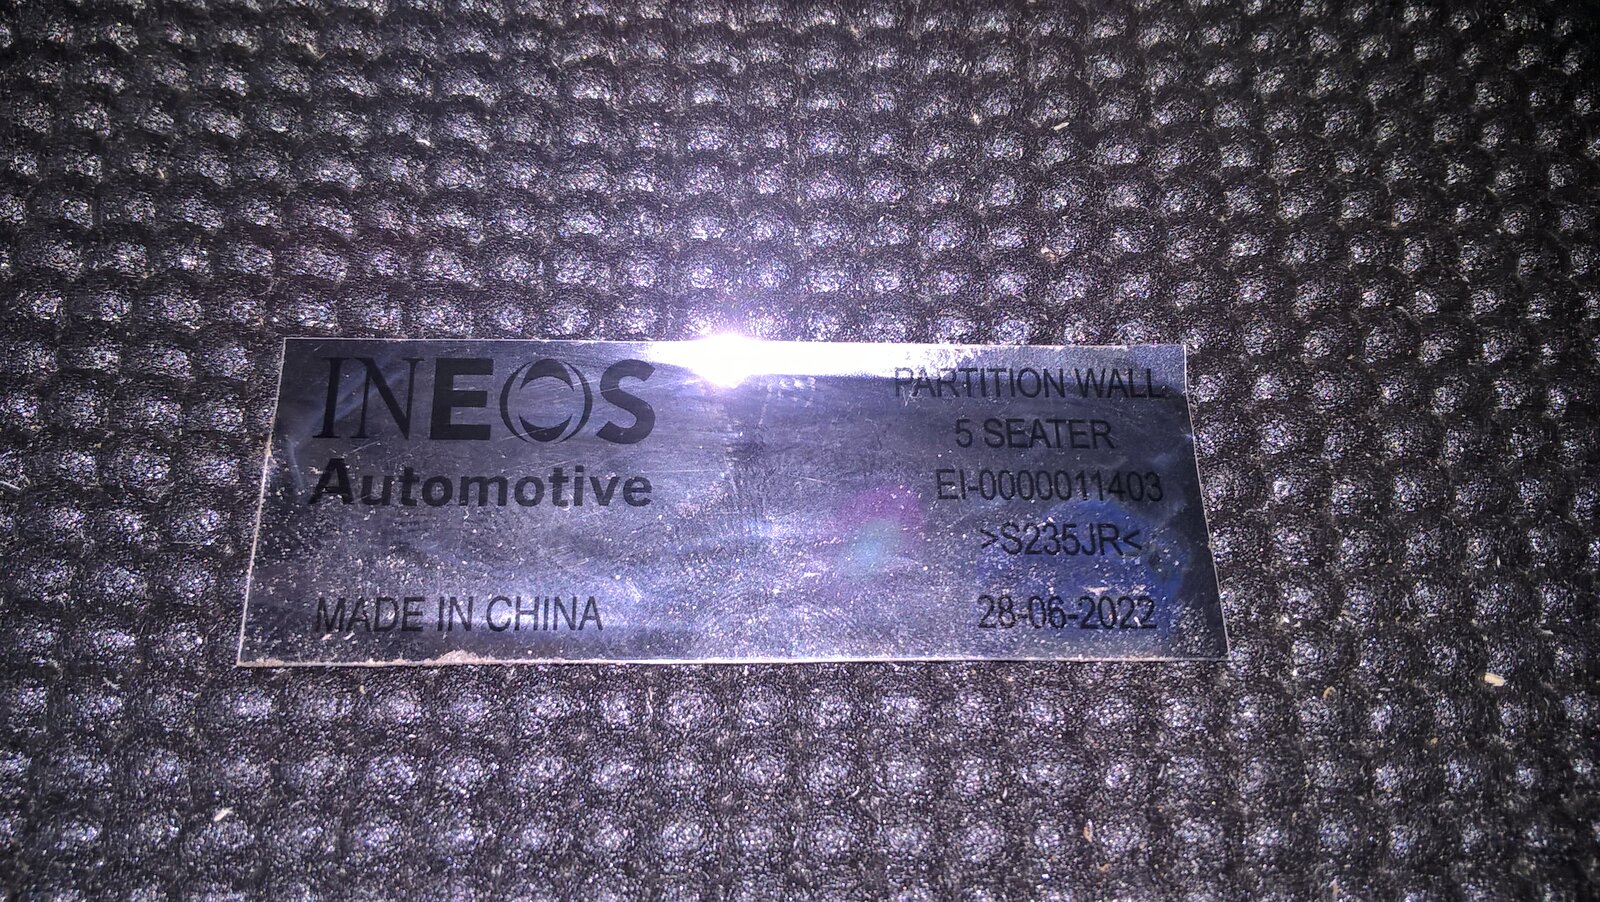 INEOS
Automotive
MADE IN CHINA
PARTITION WALL
5 SEATER
EI-0000011403
>S235JR<
28-06-2022